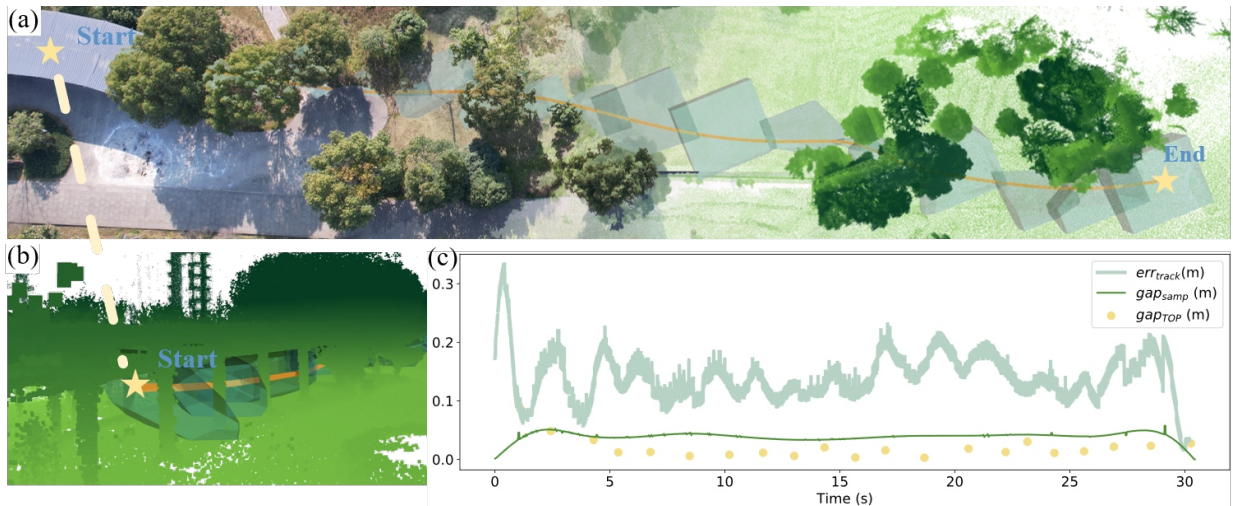 (a)
Start
End
(b)
Start
(c)
err_track(m)
gap_samp (m)
gap_TOP (m)
0.3
0.2
0.1
0.0
0 5 10 15 20 25 30
Time (s)